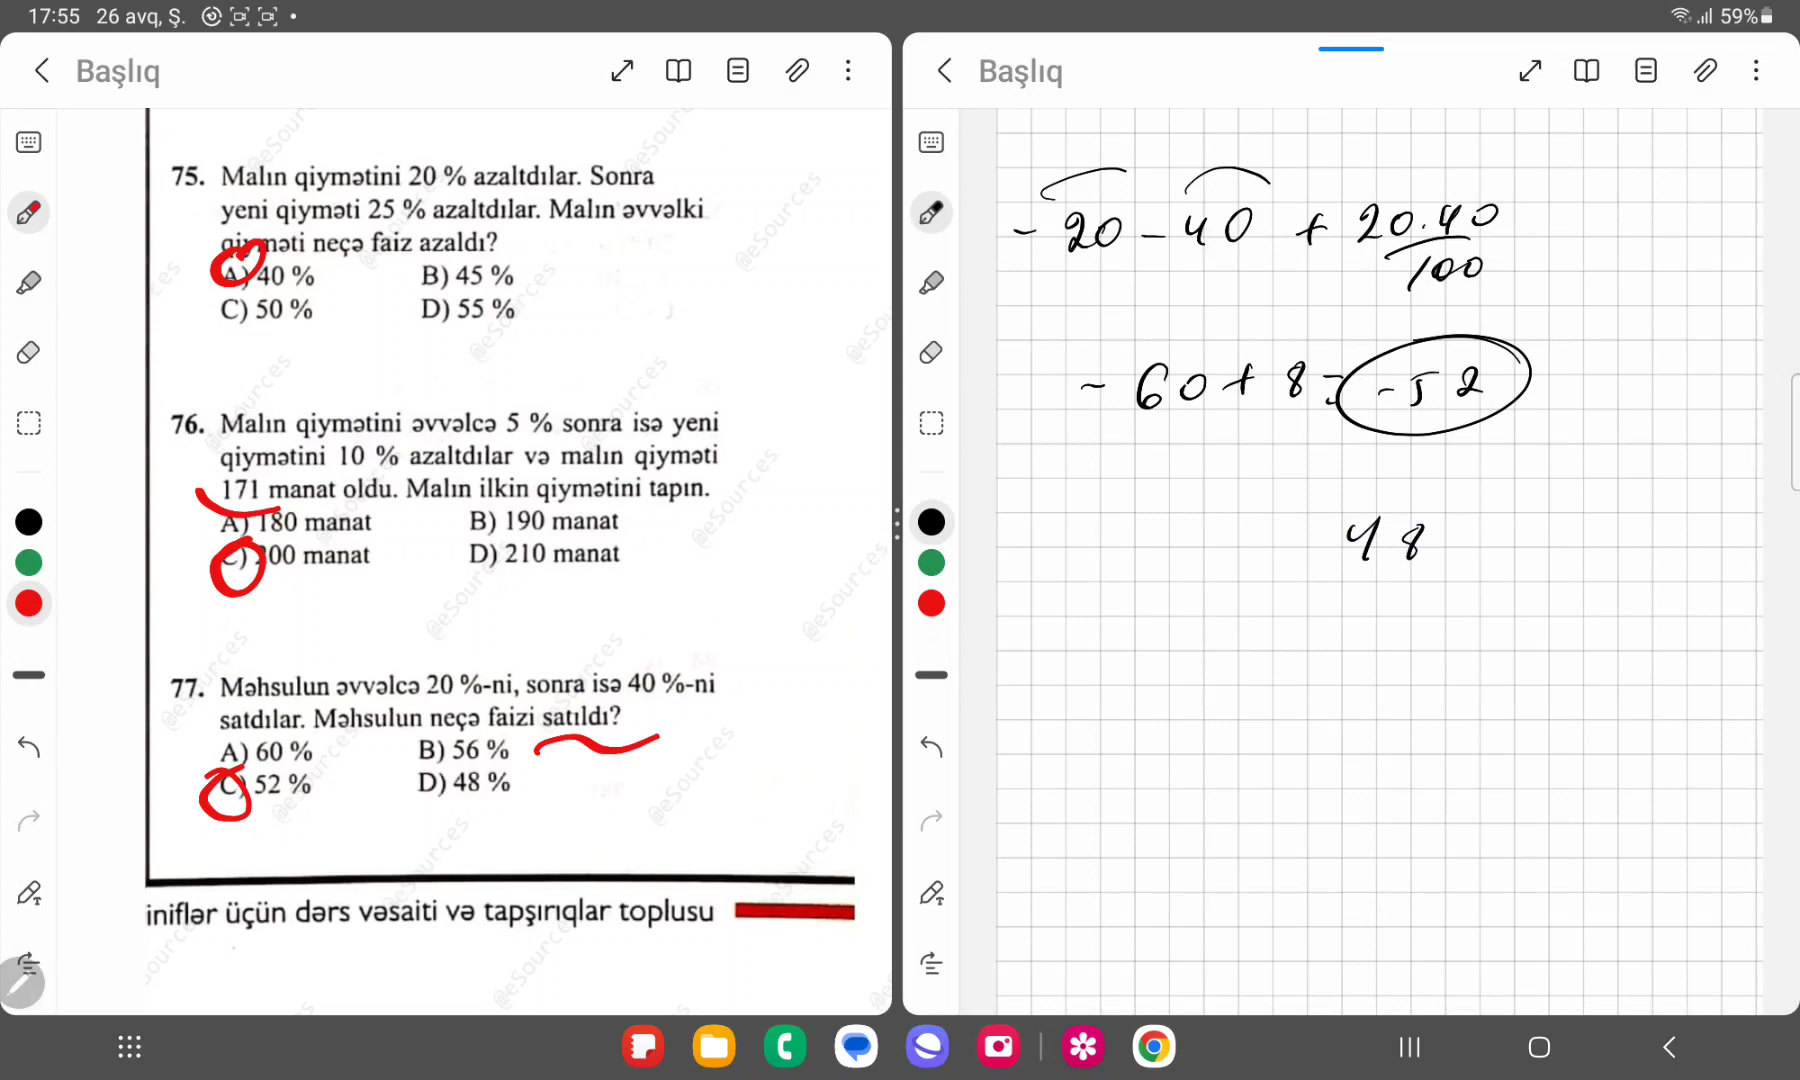 17:55 26 avq, Ş.
59%
Başlıq
75. Malın qiymətini 20 % azaltdılar. Sonra
yeni qiyməti 25 % azaltdılar. Malın əvvəlki
qiyməti neçə faiz azaldı?
A) 40 % B) 45 %
C) 50 % D) 55 %
76. Malın qiymətini əvvəlcə 5 % sonra isə yeni
qiymətini 10 % azaltdılar və malın qiyməti
171 manat oldu. Malın ilkin qiymətini tapın.
A) 180 manat B) 190 manat
C) 200 manat D) 210 manat
77. Məhsulun əvvəlcə 20 %-ni, sonra isə 40 %-ni
satdılar. Məhsulun neçə faizi satıldı?
A) 60 % B) 56 %
C) 52 % D) 48 %
iniflər üçün dərs vəsaiti və tapşırıqlar toplusu
@eSources
Başlıq
- 20 - 40 + 20.40
100
- 60 + 8 = -52
48